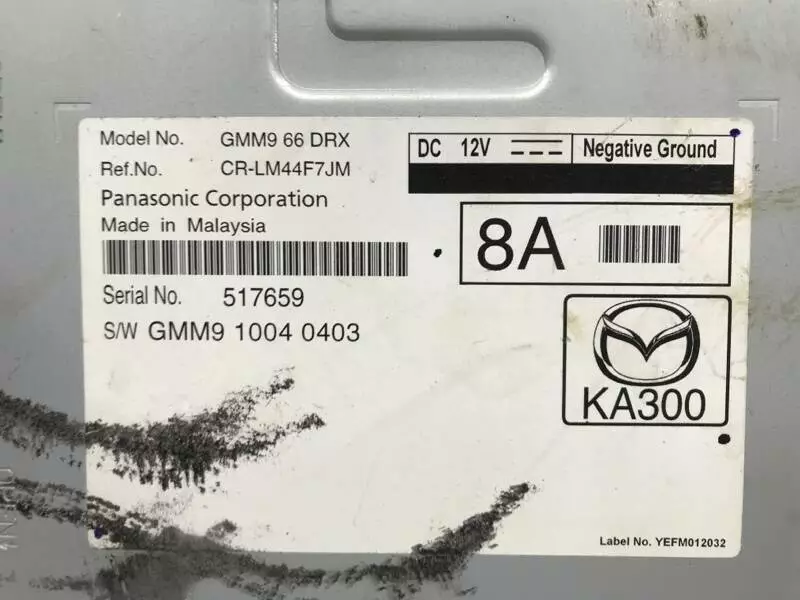 Model No. GMM9 66 DRX
Ref.No. CR-LM44F7JM
Panasonic Corporation
Made in Malaysia
Serial No. 517659
S/W GMM9 1004 0403
DC 12V Negative Ground
8A
KA300
Label No. YEFM012032